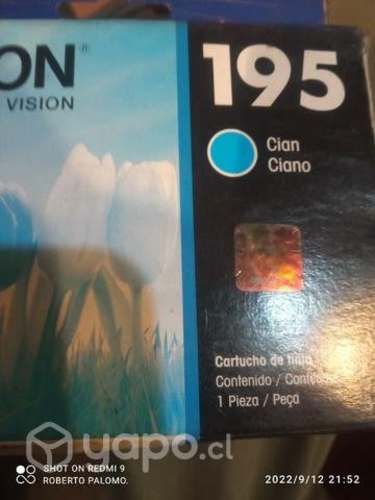 ON®
VISION
195
Cian
Ciano
Cartucho de tinta
Contenido /
1 Pieza / Peça
yapo.cl
SHOT ON REDMI 9
ROBERTO PALOMO.
2022/9/12 21:52